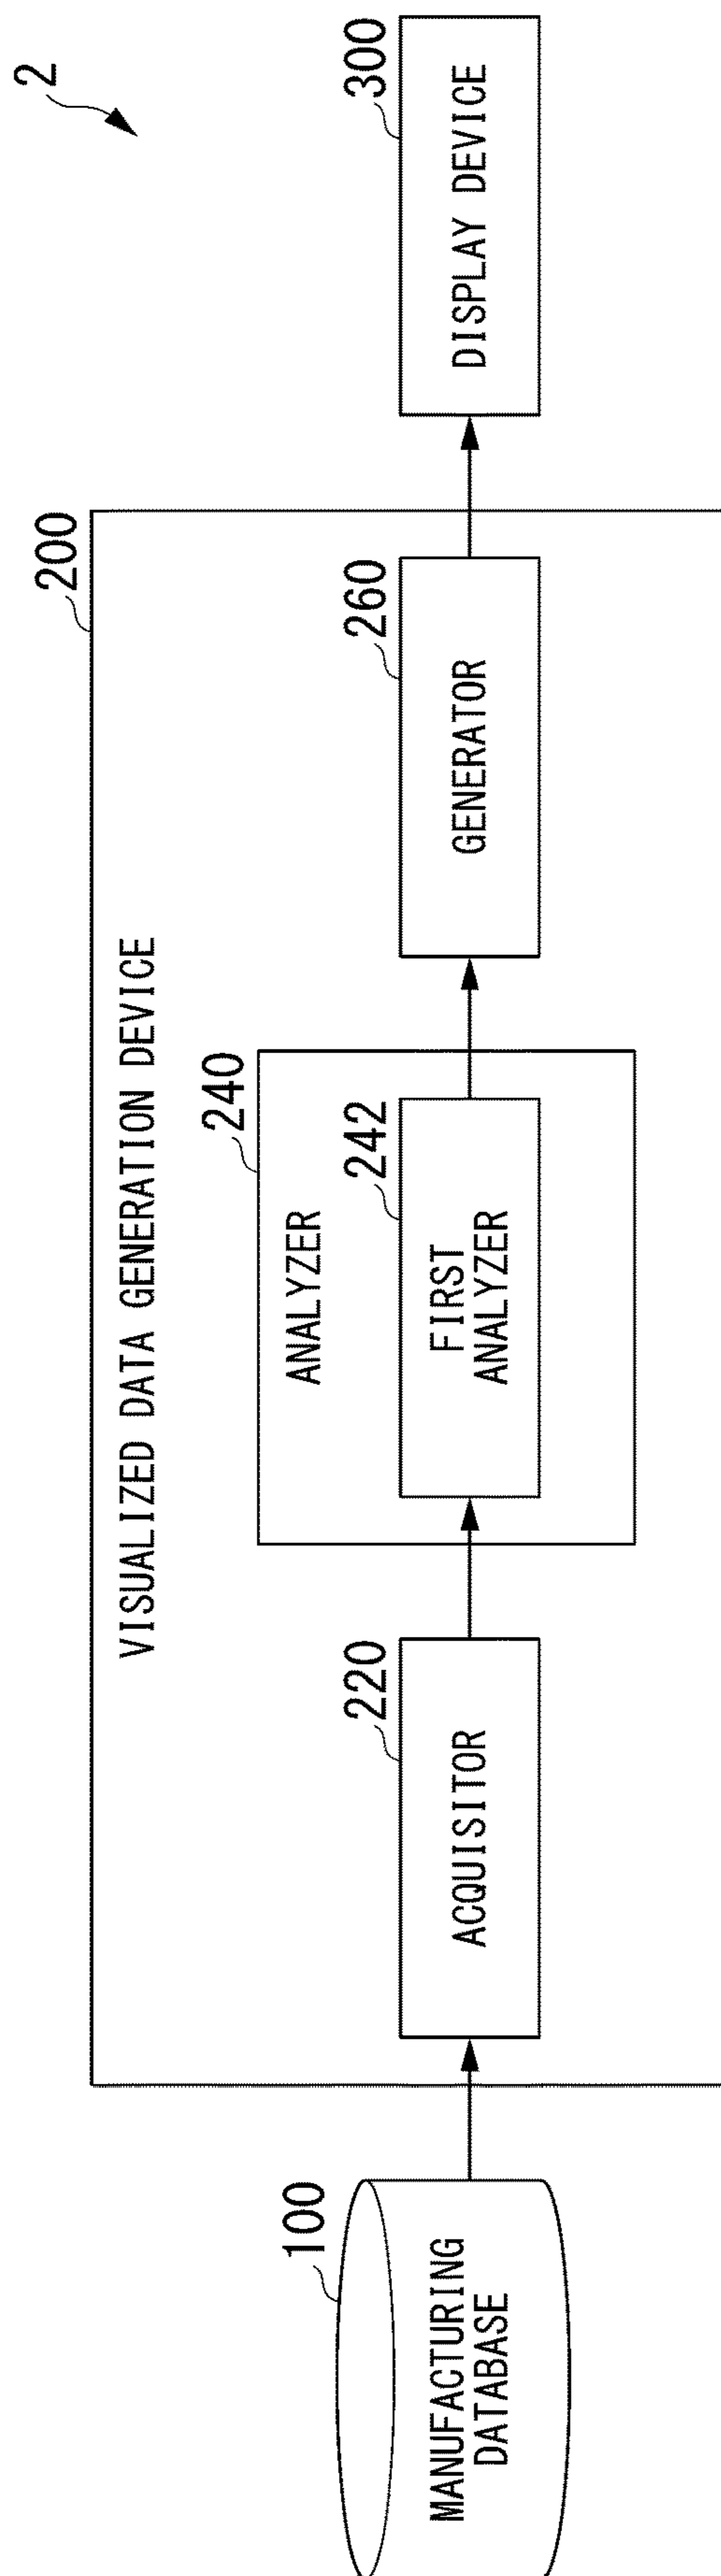 2
200
VISUALIZED DATA GENERATION DEVICE
100
MANUFACTURING
DATABASE
220
ACQUISITOR
240
ANALYZER
242
FIRST
ANALYZER
260
GENERATOR
300
DISPLAY DEVICE